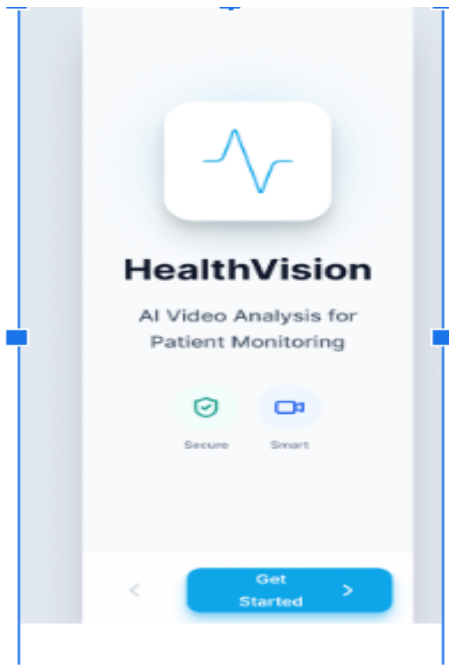 HealthVision
AI Video Analysis for
Patient Monitoring
Secure Smart
Get
Started